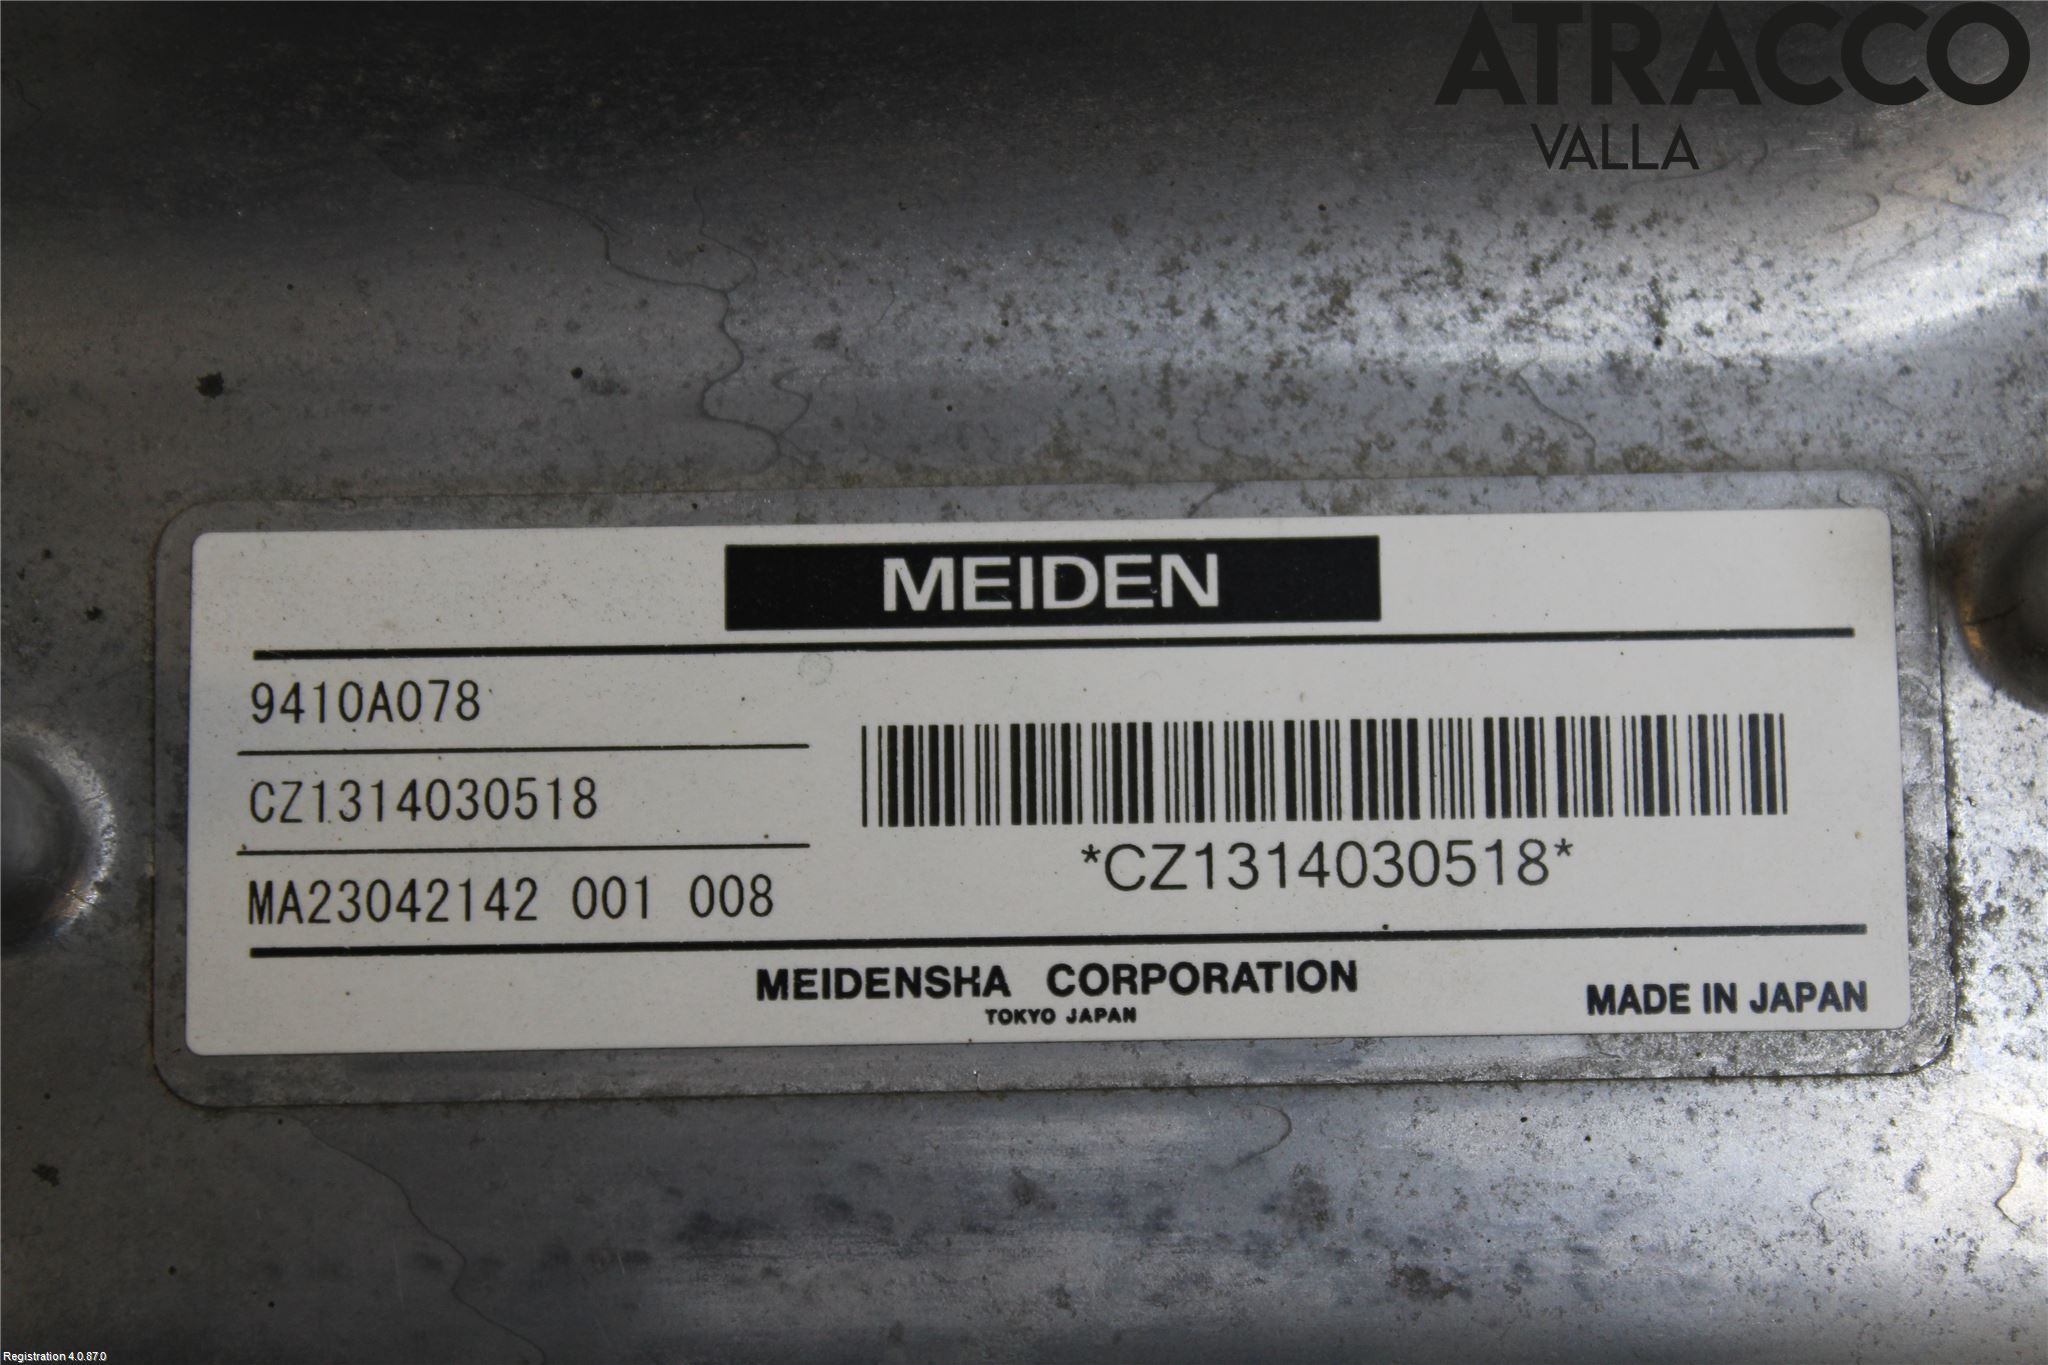 ATRACCO
VALLA
MEIDEN
9410A078
CZ1314030518
*CZ1314030518*
MA23042142 001 008
MEIDENSHA CORPORATION
TOKYO JAPAN
MADE IN JAPAN
Registration 4.0.87.0